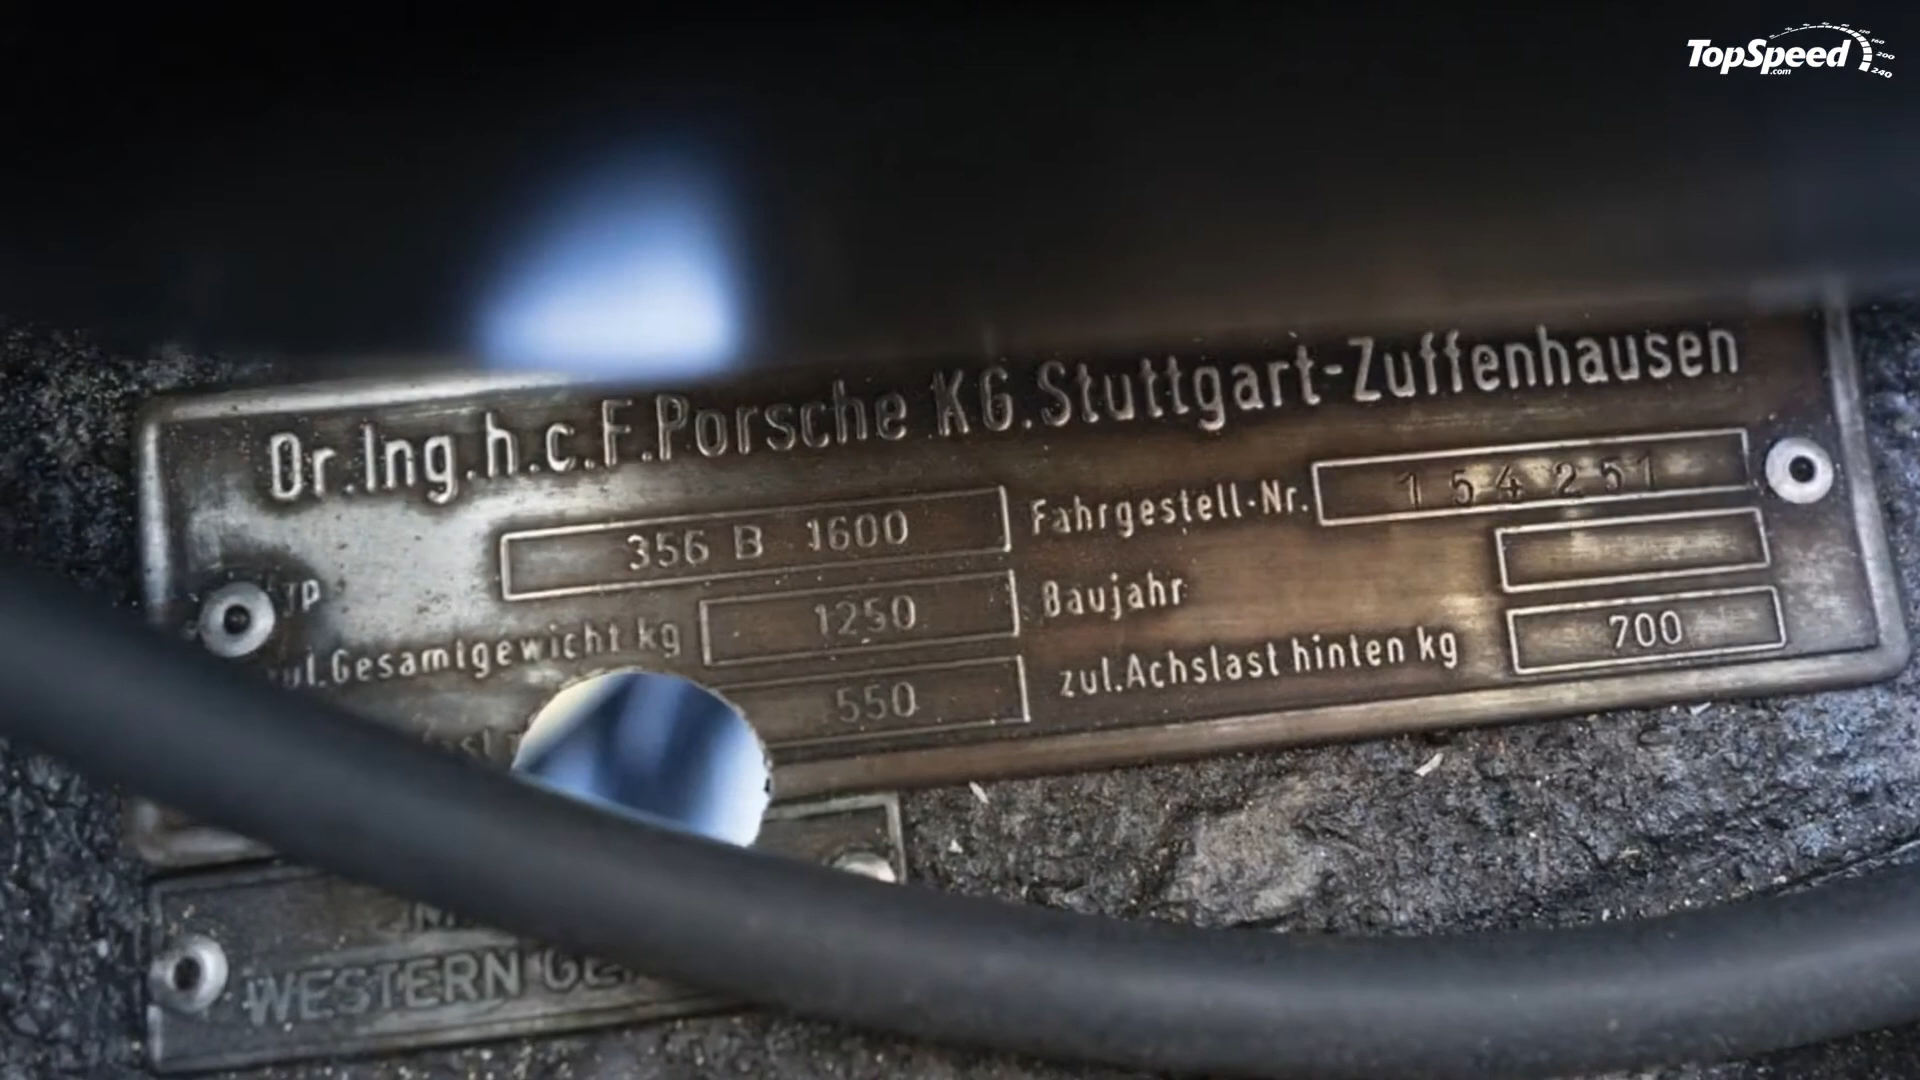 TopSpeed
.com
Dr.Ing.h.c.F.Porsche KG.Stuttgart-Zuffenhausen
356 B 1600 Fahrgestell-Nr. 154251
zul.Gesamtgewicht kg 1250 Baujahr
550 zul.Achslast hinten kg 700
WESTERN